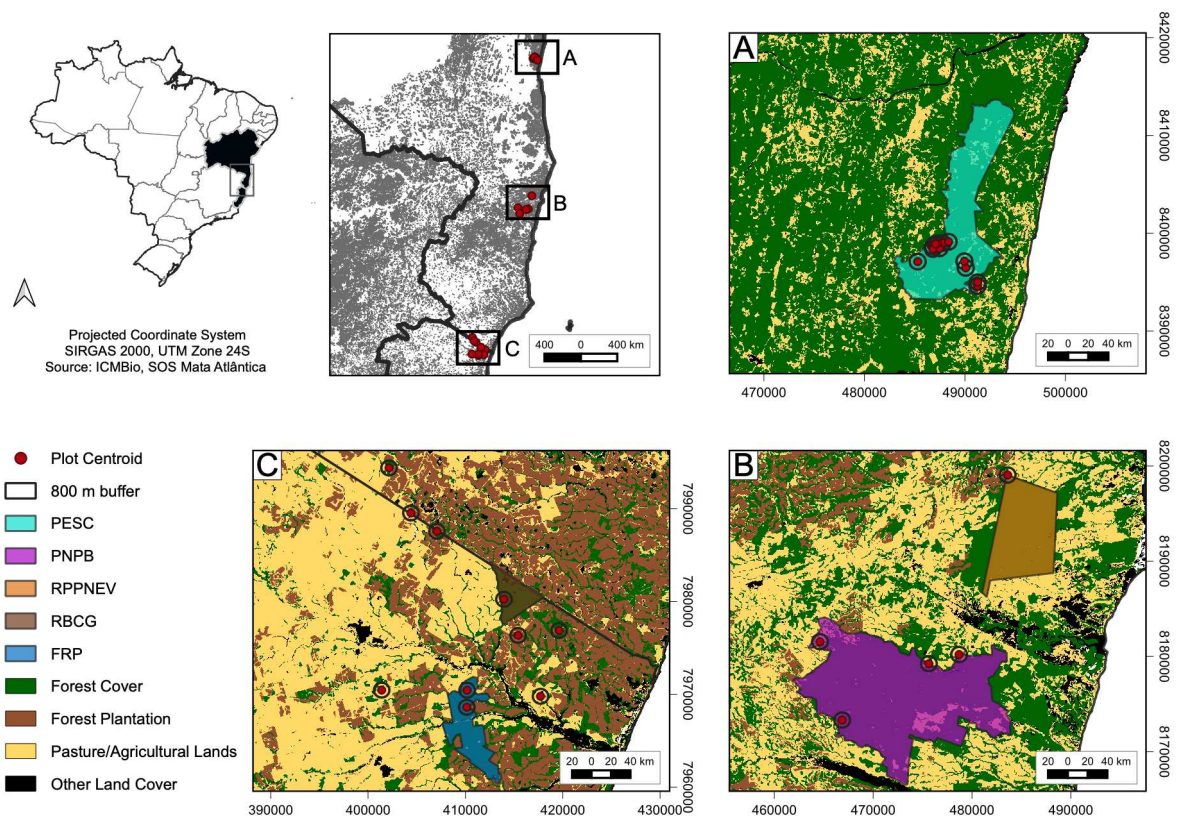 A
B
C
400 0 400 km
Projected Coordinate System
SIRGAS 2000, UTM Zone 24S
Source: ICMBio, SOS Mata Atlântica
A
8420000
8410000
8400000
8390000
20 0 20 40 km
470000 480000 490000 500000
Plot Centroid
800 m buffer
PESC
PNPB
RPPNEV
RBCG
FRP
Forest Cover
Forest Plantation
Pasture/Agricultural Lands
Other Land Cover
C
7990000
7980000
7970000
7960000
20 0 20 40 km
390000 400000 410000 420000 430000
B
8200000
8190000
8180000
8170000
20 0 20 40 km
460000 470000 480000 490000